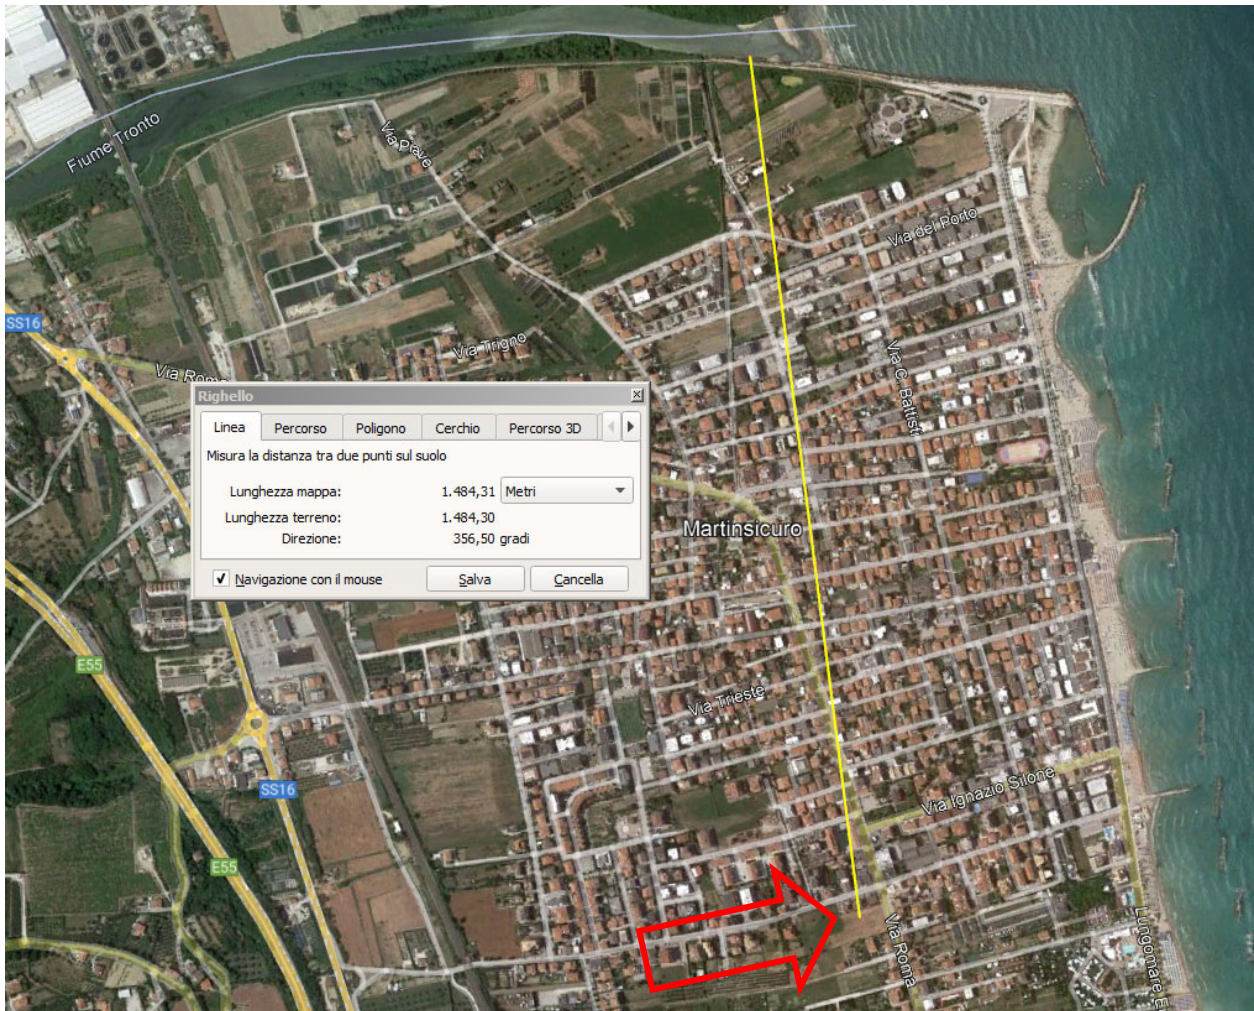 Fiume Tronto
Via Piave
Via del Porto
SS16
Via Trigno
Via Roma
Via C. Battisti
Righello
Linea Percorso Poligono Cerchio Percorso 3D
Misura la distanza tra due punti sul suolo
Lunghezza mappa: 1.484,31 Metri
Lunghezza terreno: 1.484,30
Direzione: 356,50 gradi
Navigazione con il mouse Salva Cancella
Martinsicuro
E55
Via Trieste
SS16
Via Ignazio Silone
E55
Via Roma
Lungomare E